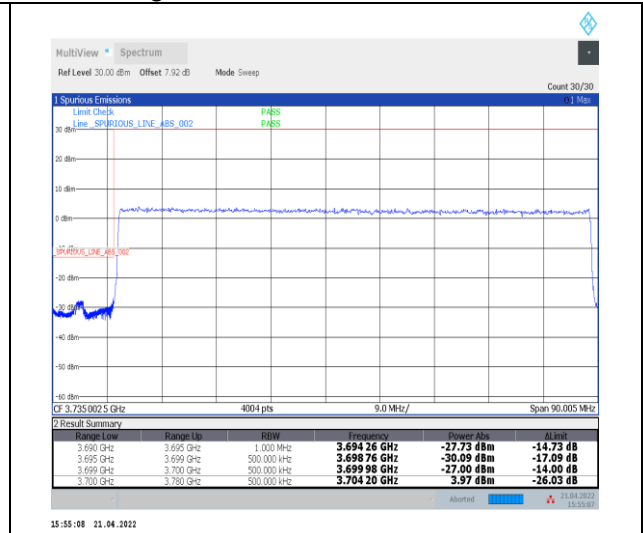 MultiView Spectrum
Ref Level 30.00 dBm Offset 7.92 dB Mode Sweep
Count 30/30
1 Spurious Emissions 1 Max
Limit Check PASS
Line _SPURIOUS_LINE_ABS_002 PASS
30 dBm
20 dBm
10 dBm
0 dBm
-10 dBm
_SPURIOUS_LINE_ABS_002
-20 dBm
-30 dBm
-40 dBm
-50 dBm
-60 dBm
CF 3.735 002 5 GHz 4004 pts 9.0 MHz/ Span 90.005 MHz
2 Result Summary
Range Low Range Up RBW Frequency Power Abs ΔLimit
3.690 GHz 3.695 GHz 1.000 MHz 3.694 26 GHz -27.73 dBm -14.73 dB
3.695 GHz 3.699 GHz 500.000 kHz 3.698 76 GHz -30.09 dBm -17.09 dB
3.699 GHz 3.700 GHz 500.000 kHz 3.699 98 GHz -27.00 dBm -14.00 dB
3.700 GHz 3.780 GHz 500.000 kHz 3.704 20 GHz 3.97 dBm -26.03 dB
Aborted 21.04.2022
15:55:07
15:55:08 21.04.2022